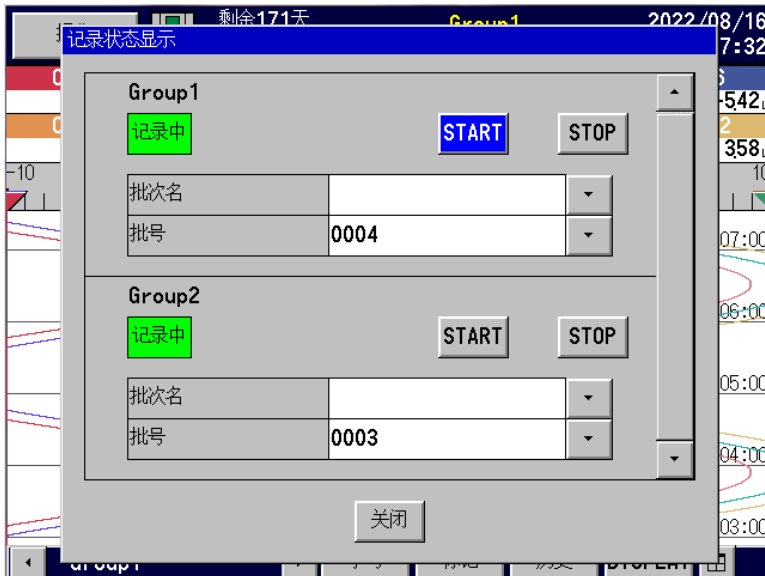 剩余171天 Group1 2022/08/16
记录状态显示
7:32
Group1
-5.42
记录中 START STOP
2
3.58
-10
批次名
批号 0004
07:00
Group2
06:00
记录中 START STOP
05:00
批次名
批号 0003
04:00
关闭
03:00
Group1
DISPLAY